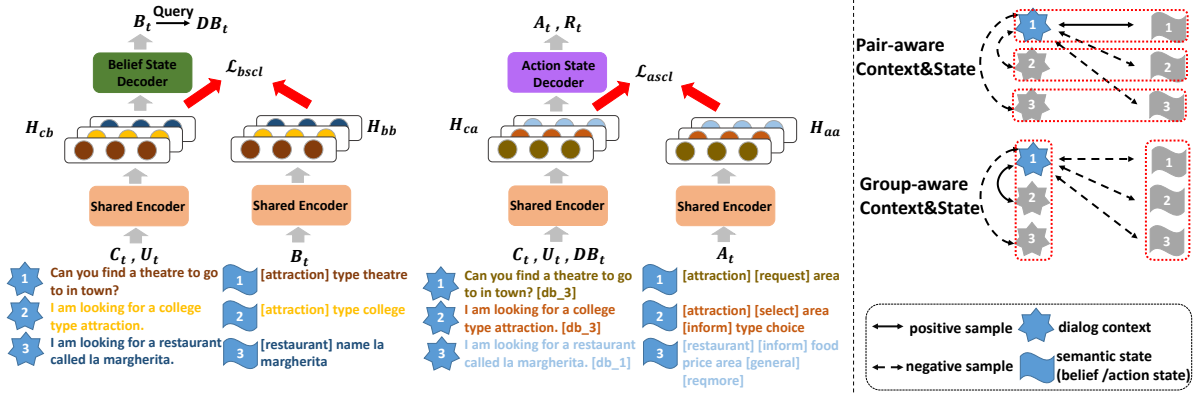 B_t Query DB_t
Belief State
Decoder
ℒ_bscl
H_cb
H_bb
Shared Encoder
Shared Encoder
C_t , U_t
B_t
1 Can you find a theatre to go
to in town?
2 I am looking for a college
type attraction.
3 I am looking for a restaurant
called la margherita.
1 [attraction] type theatre
2 [attraction] type college
3 [restaurant] name la
margherita
A_t , R_t
Action State
Decoder
ℒ_ascl
H_ca
H_aa
Shared Encoder
Shared Encoder
C_t , U_t , DB_t
A_t
1 Can you find a theatre to go
to in town? [db_3]
2 I am looking for a college
type attraction. [db_3]
3 I am looking for a restaurant
called la margherita. [db_1]
1 [attraction] [request] area
2 [attraction] [select] area
[inform] type choice
3 [restaurant] [inform] food
price area [general]
[reqmore]
Pair-aware
Context&State
1 1
2 2
3 3
Group-aware
Context&State
1 1
2 2
3 3
positive sample
dialog context
negative sample
semantic state
(belief /action state)